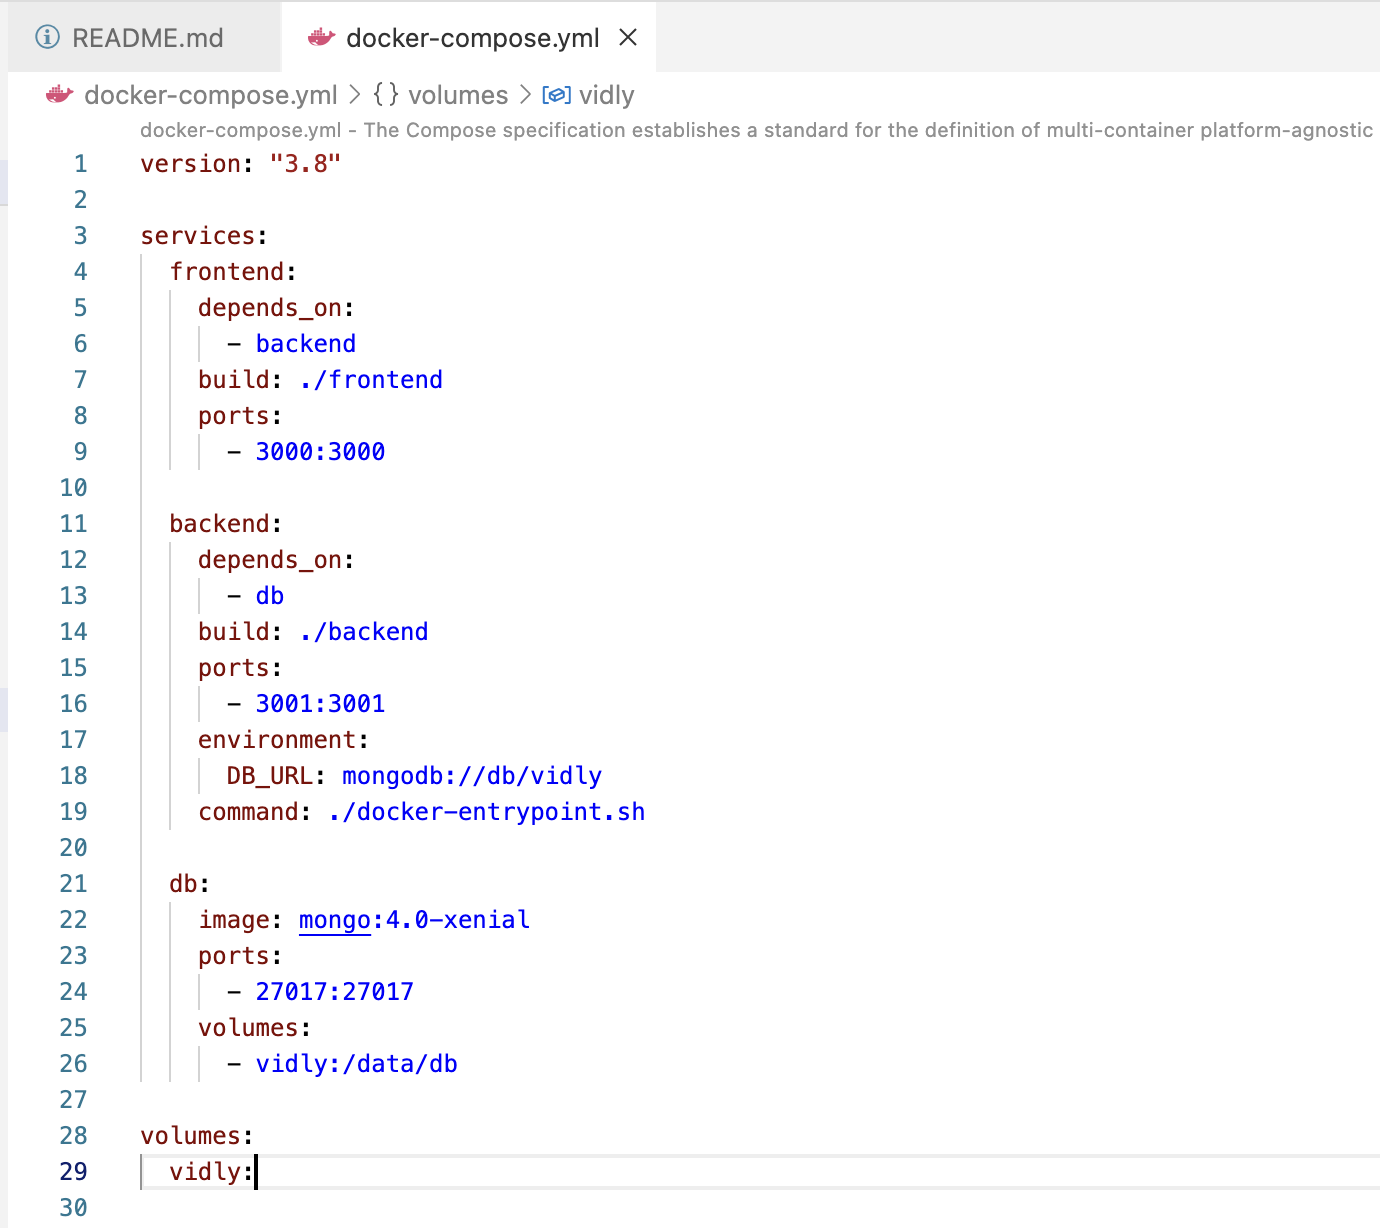 README.md docker-compose.yml
docker-compose.yml > {} volumes > vidly
docker-compose.yml - The Compose specification establishes a standard for the definition of multi-container platform-agnostic
1 version: "3.8"
2
3 services:
4   frontend:
5     depends_on:
6       - backend
7     build: ./frontend
8     ports:
9       - 3000:3000
10
11   backend:
12     depends_on:
13       - db
14     build: ./backend
15     ports:
16       - 3001:3001
17     environment:
18       DB_URL: mongodb://db/vidly
19     command: ./docker-entrypoint.sh
20
21   db:
22     image: mongo:4.0-xenial
23     ports:
24       - 27017:27017
25     volumes:
26       - vidly:/data/db
27
28 volumes:
29   vidly:
30